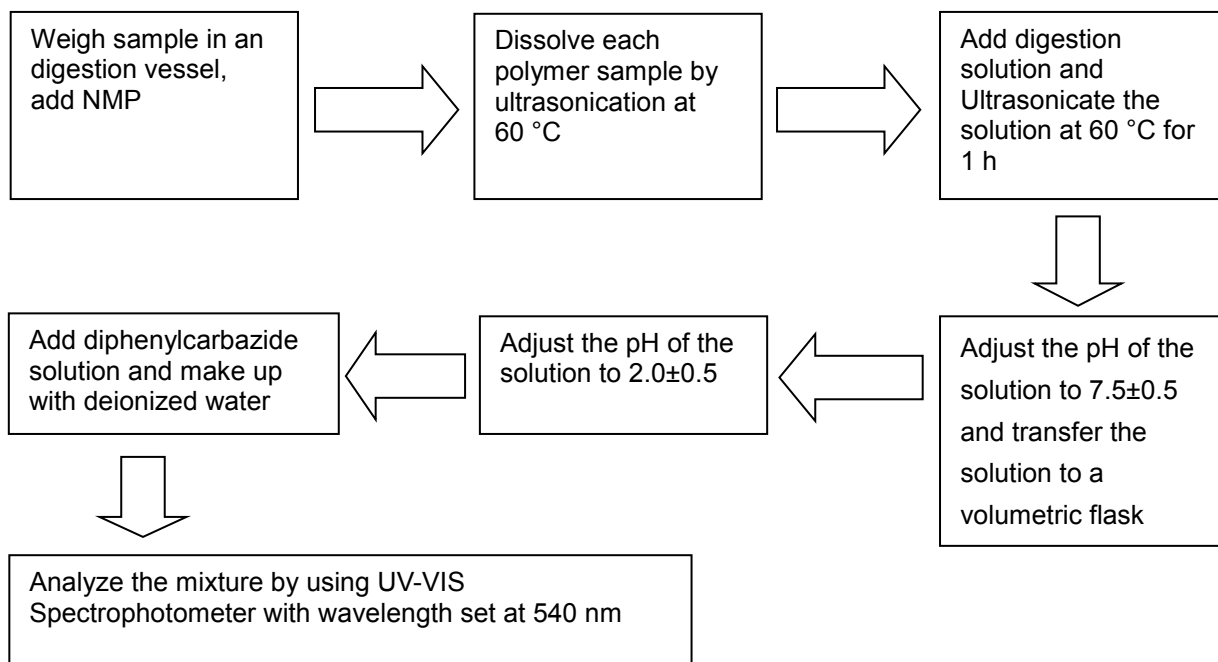 Weigh sample in an
digestion vessel,
add NMP
Dissolve each
polymer sample by
ultrasonication at
60 °C
Add digestion
solution and
Ultrasonicate the
solution at 60 °C for
1 h
Adjust the pH of the
solution to 7.5±0.5
and transfer the
solution to a
volumetric flask
Adjust the pH of the
solution to 2.0±0.5
Add diphenylcarbazide
solution and make up
with deionized water
Analyze the mixture by using UV-VIS
Spectrophotometer with wavelength set at 540 nm